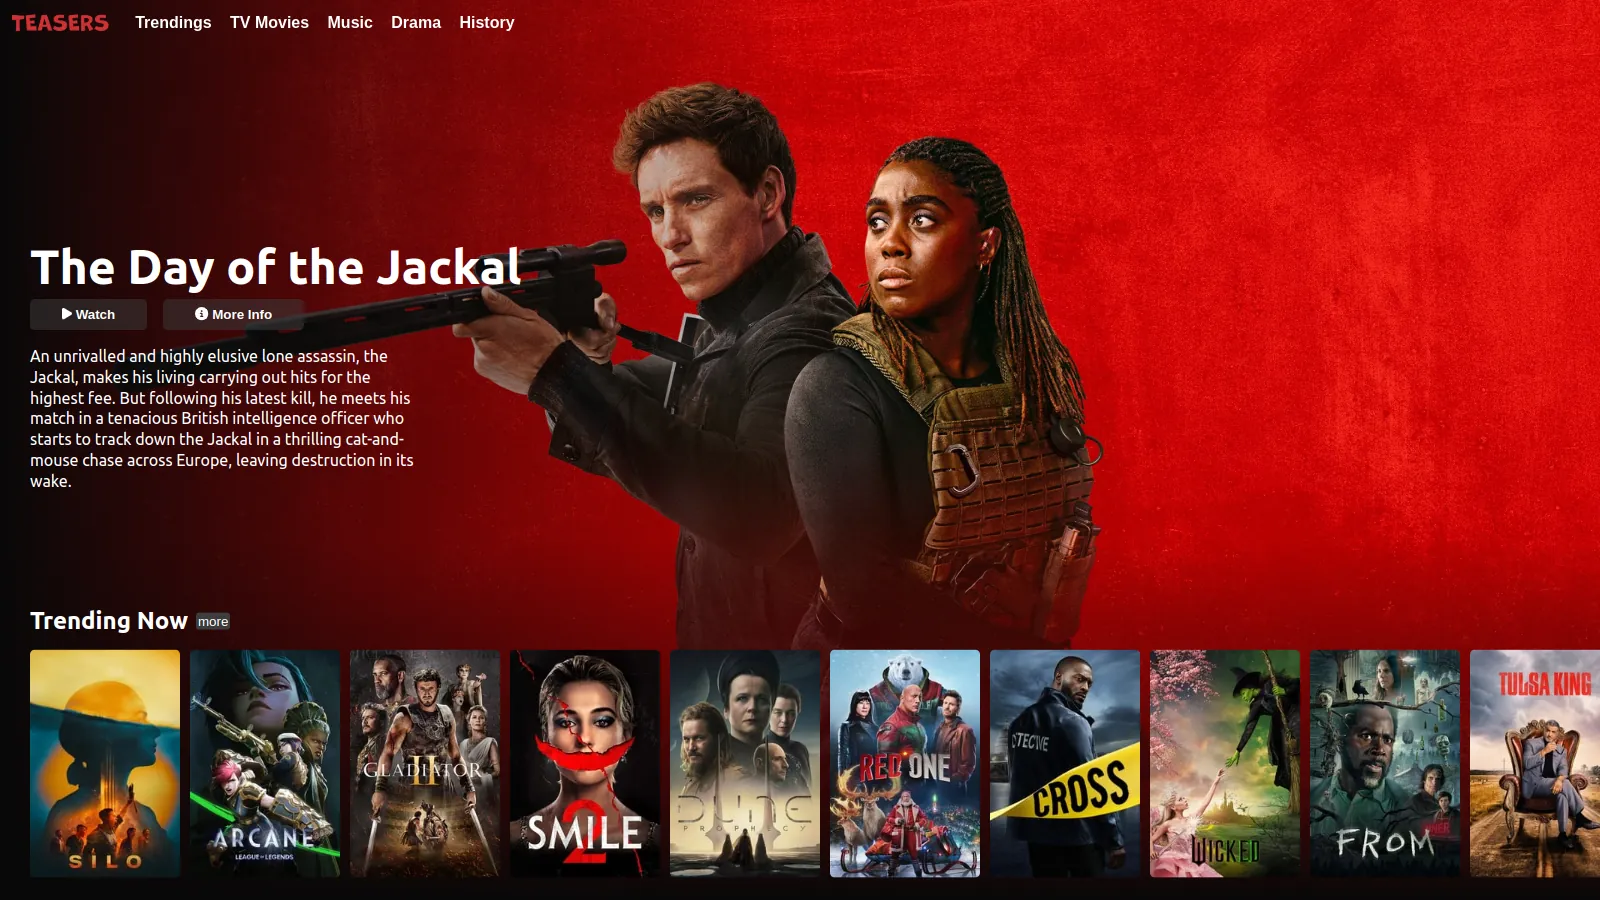 TEASERS
Trendings
TV Movies
Music
Drama
History
The Day of the Jackal
Watch
More Info
An unrivalled and highly elusive lone assassin, the
Jackal, makes his living carrying out hits for the
highest fee. But following his latest kill, he meets his
match in a tenacious British intelligence officer who
starts to track down the Jackal in a thrilling cat-and-
mouse chase across Europe, leaving destruction in its
wake.
Trending Now
more
SILO
ARCANE
LEAGUE OF LEGENDS
GLADIATOR
II
SMILE
2
DUNE
PROPHECY
RED ONE
DTECTIVE
CROSS
WICKED
FROM
TULSA KING